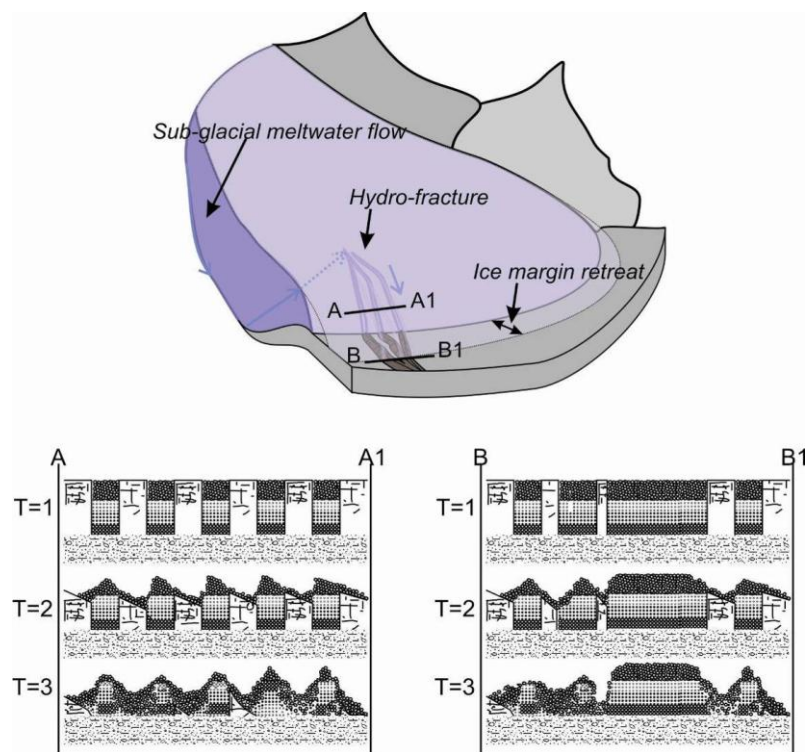 Sub-glacial meltwater flow
Hydro-fracture
Ice margin retreat
A A1
B B1
A A1 B B1
T=1 T=1
T=2 T=2
T=3 T=3